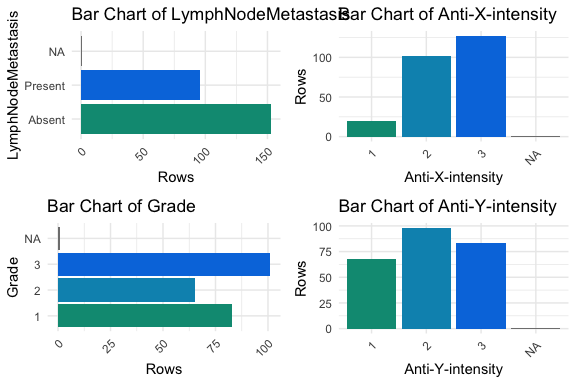 Bar Chart of LymphNodeMetastasis
LymphNodeMetastasis
NA
Present
Absent
0
50
100
150
Rows
Bar Chart of Anti-X-intensity
Rows
100
50
0
1
2
3
NA
Anti-X-intensity
Bar Chart of Grade
Grade
NA
3
2
1
0
25
50
75
100
Rows
Bar Chart of Anti-Y-intensity
Rows
100
75
50
25
0
1
2
3
NA
Anti-Y-intensity